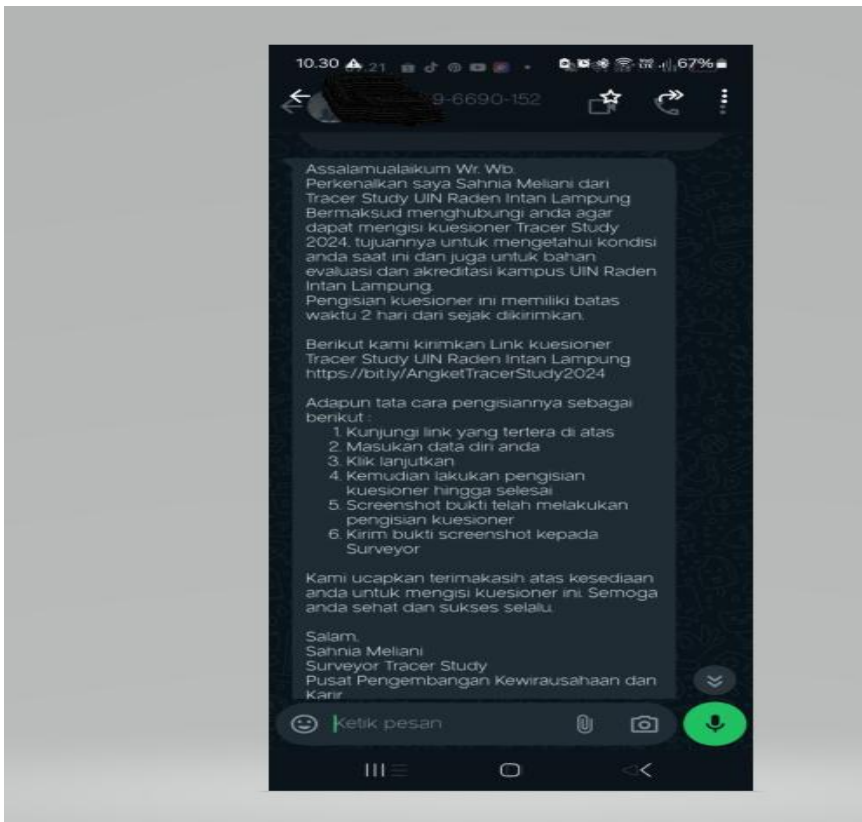 10.30
.21
67%
9-6690-152
Assalamualaikum Wr. Wb.
Perkenalkan saya Sahnia Meliani dari
Tracer Study UIN Raden Intan Lampung
Bermaksud menghubungi anda agar
dapat mengisi kuesioner Tracer Study
2024, tujuannya untuk mengetahui kondisi
anda saat ini dan juga untuk bahan
evaluasi dan akreditasi kampus UIN Raden
Intan Lampung.
Pengisian kuesioner ini memiliki batas
waktu 2 hari dari sejak dikirimkan.
Berikut kami kirimkan Link kuesioner
Tracer Study UIN Raden Intan Lampung
https://bit.ly/AngketTracerStudy2024
Adapun tata cara pengisiannya sebagai
berikut :
1. Kunjungi link yang tertera di atas
2. Masukan data diri anda
3. Klik lanjutkan
4. Kemudian lakukan pengisian
kuesioner hingga selesai
5. Screenshot bukti telah melakukan
pengisian kuesioner
6. Kirim bukti screenshot kepada
Surveyor
Kami ucapkan terimakasih atas kesediaan
anda untuk mengisi kuesioner ini. Semoga
anda sehat dan sukses selalu.
Salam,
Sahnia Meliani
Surveyor Tracer Study
Pusat Pengembangan Kewirausahaan dan
Karir
Ketik pesan